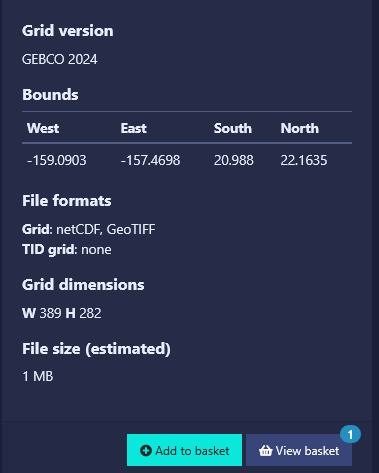 Grid version
GEBCO 2024
Bounds
West East South North
-159.0903 -157.4698 20.988 22.1635
File formats
Grid: netCDF, GeoTIFF
TID grid: none
Grid dimensions
W 389 H 282
File size (estimated)
1 MB
1
Add to basket View basket